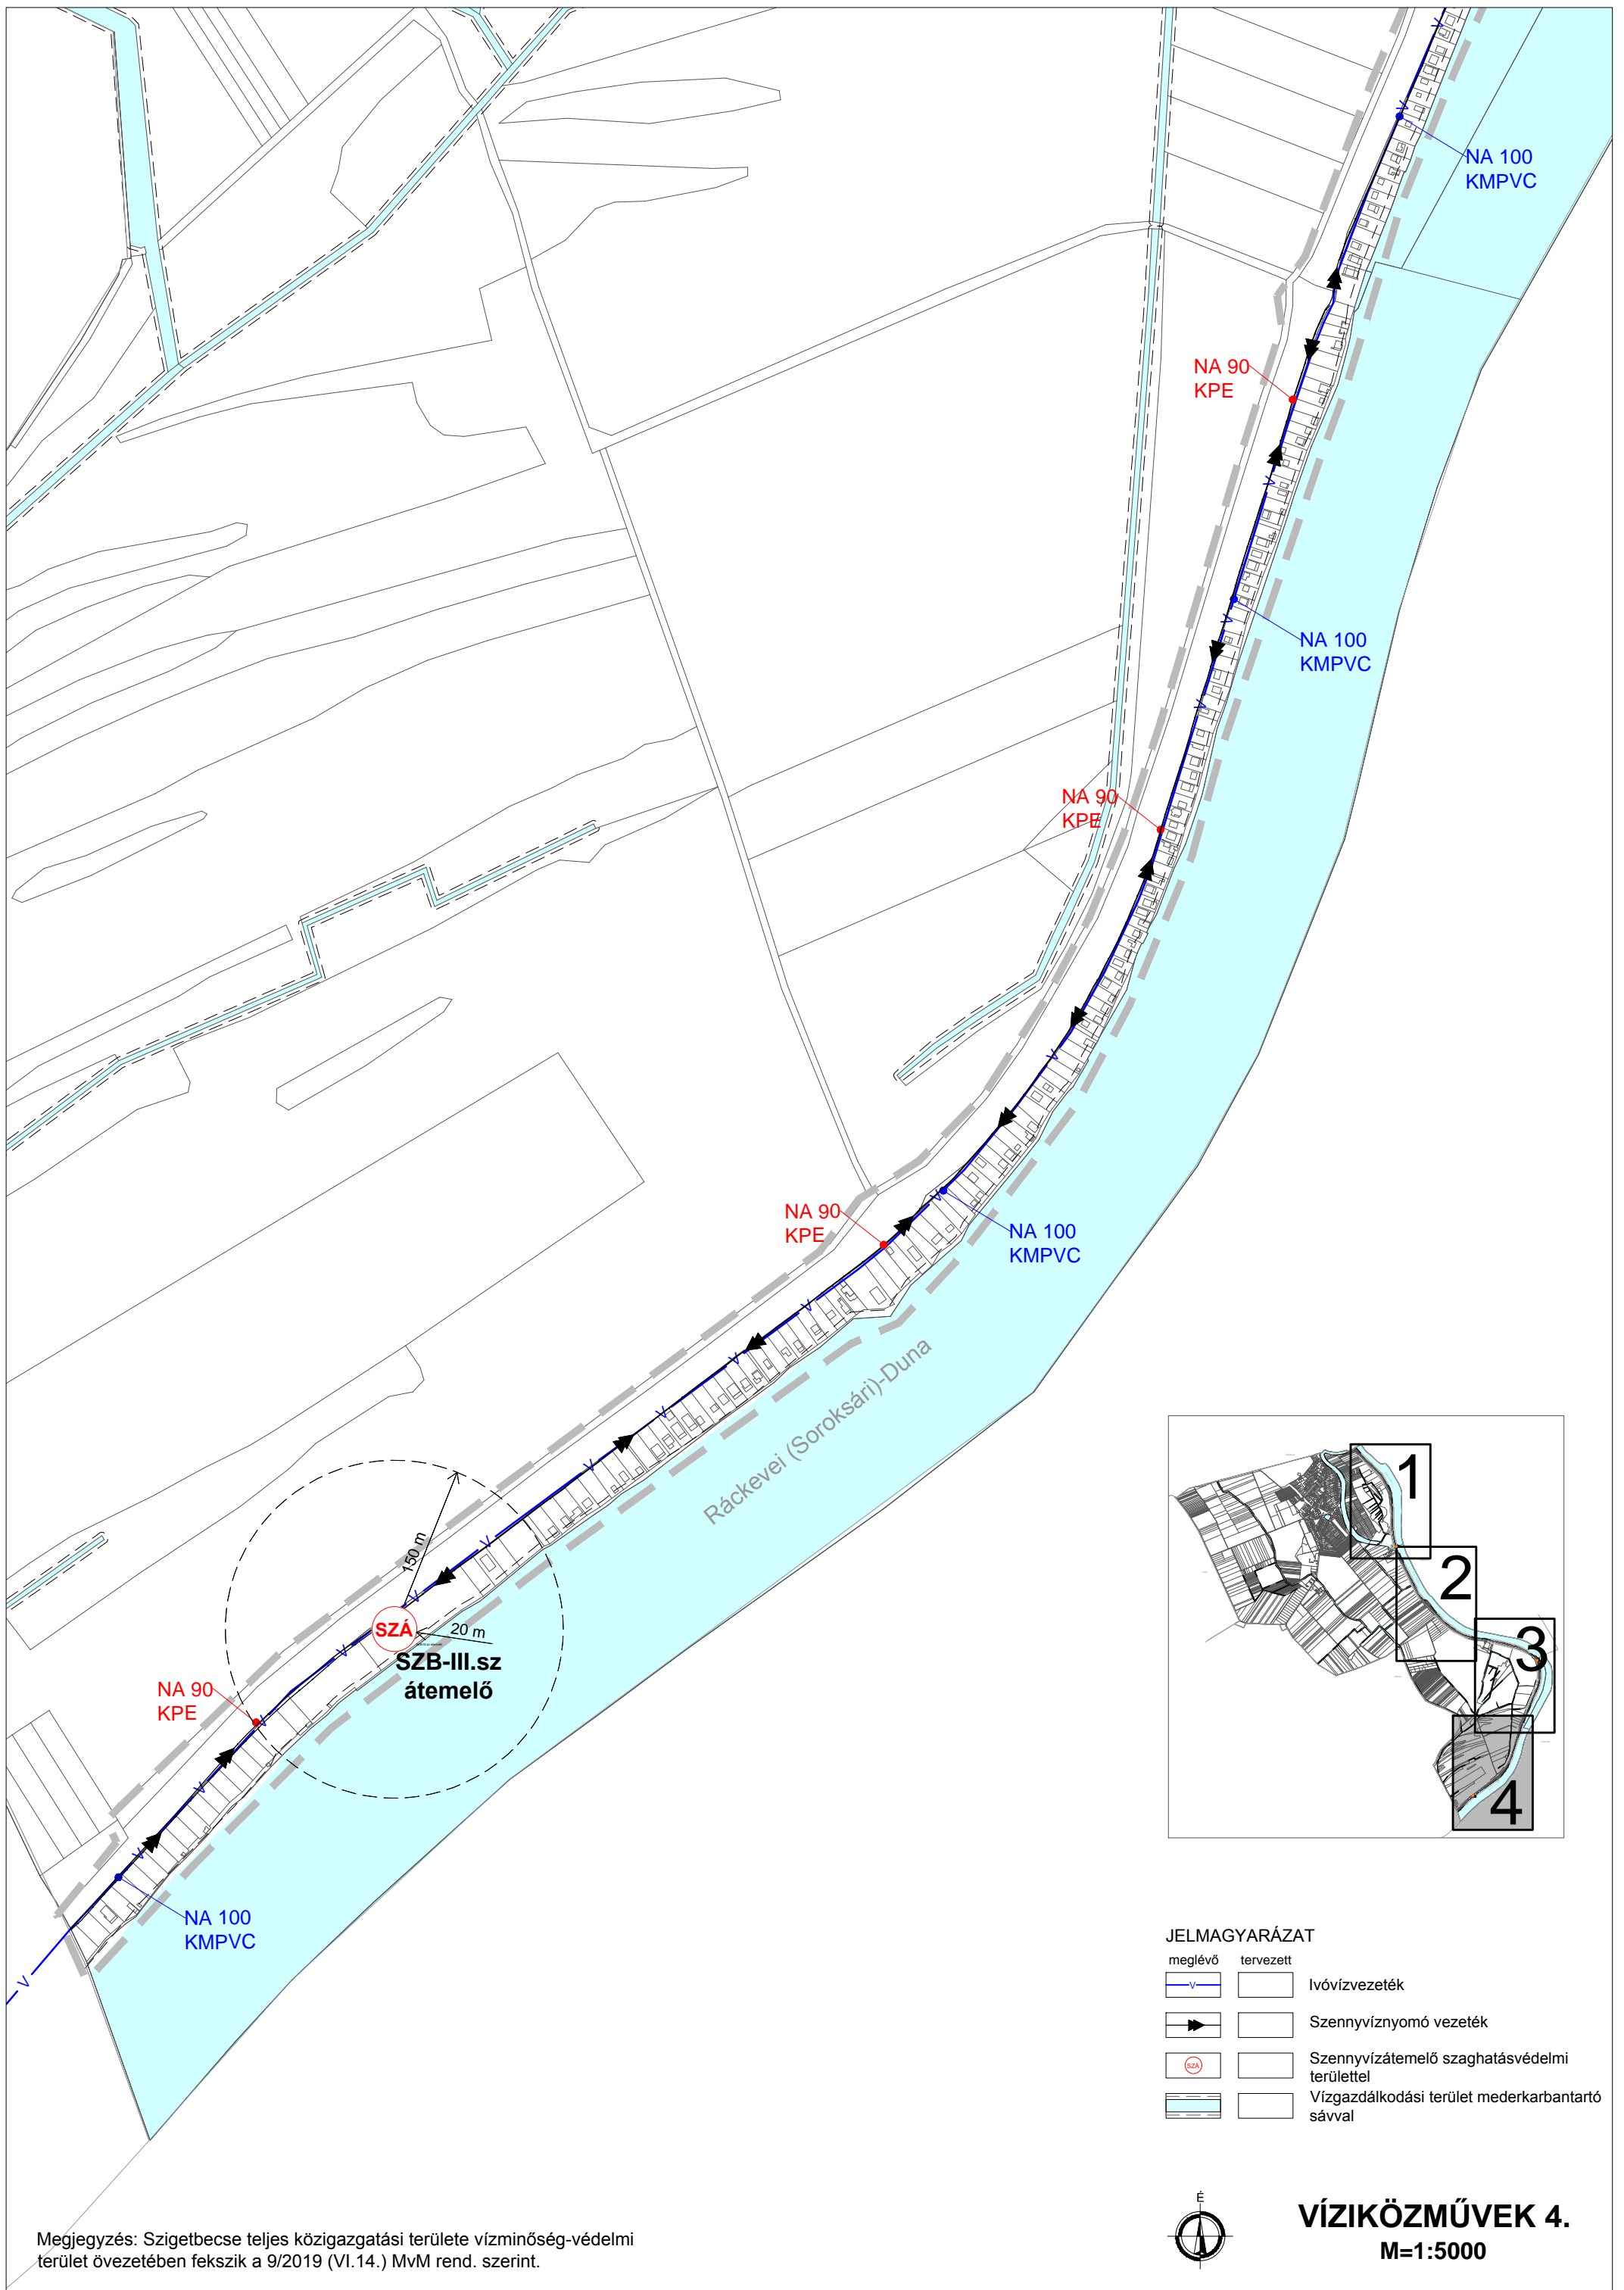 NA 100
KMPVC
NA 90
KPE
NA 100
KMPVC
NA 90
KPE
NA 90
KPE
NA 100
KMPVC
Ráckevei (Soroksári)-Duna
150 m
SZÁ
20 m
SZB-III.sz
átemelő
NA 90
KPE
NA 100
KMPVC
1
2
3
4
JELMAGYARÁZAT
meglévő tervezett
V Ivóvízvezeték
Szennyvíznyomó vezeték
SZÁ Szennyvízátemelő szaghatásvédelmi
területtel
Vízgazdálkodási terület mederkarbantartó
sávval
É
VÍZIKÖZMŰVEK 4.
M=1:5000
Megjegyzés: Szigetbecse teljes közigazgatási területe vízminőség-védelmi
terület övezetében fekszik a 9/2019 (VI.14.) MvM rend. szerint.